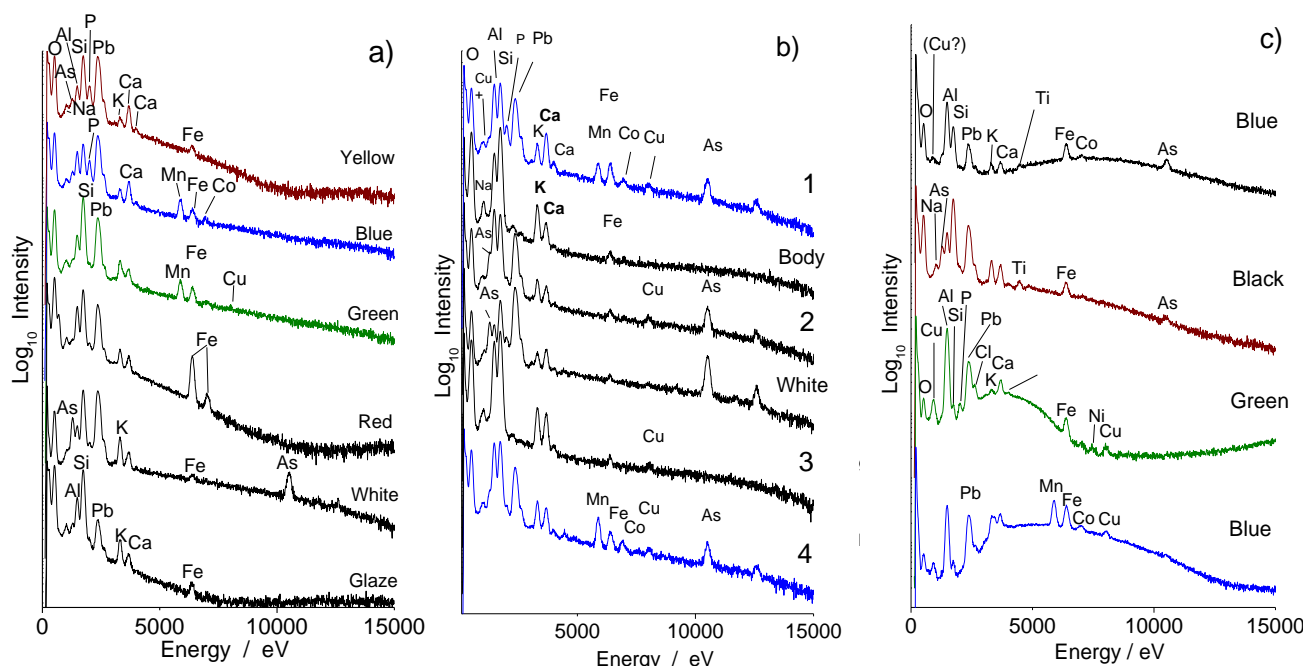 a)
P
Al
O
Si
Pb
As
Na
P
K
Ca
Ca
Fe
Yellow
Ca
Mn
Fe
Co
Blue
Si
Pb
Mn
Fe
Cu
Green
Fe
Red
As
K
Fe
As
White
Si
Al
Pb
K
Ca
Fe
Glaze
Log10 Intensity
0 5000 10000 15000
Energy / eV
b)
Al
P
Pb
O
Si
Cu
+
K
Ca
Ca
Fe
Mn
Co
Cu
As
1
Na
K
Ca
Fe
Body
As
Cu
As
2
As
White
Cu
3
Mn
Fe
Co
Cu
As
4
Log10 Intensity
5000 10000 15000
Energy / eV
c)
(Cu?)
O
Al
Si
Pb
K
Ca
Ti
Fe
Co
As
Blue
As
Na
Ti
Fe
As
Black
Al
Si
P
Pb
Cu
O
Cl
K
Ca
Fe
Ni
Cu
Green
Pb
Mn
Fe
Co
Cu
Blue
Log10 Intensity
0 5000 10000 15000
Energy / eV